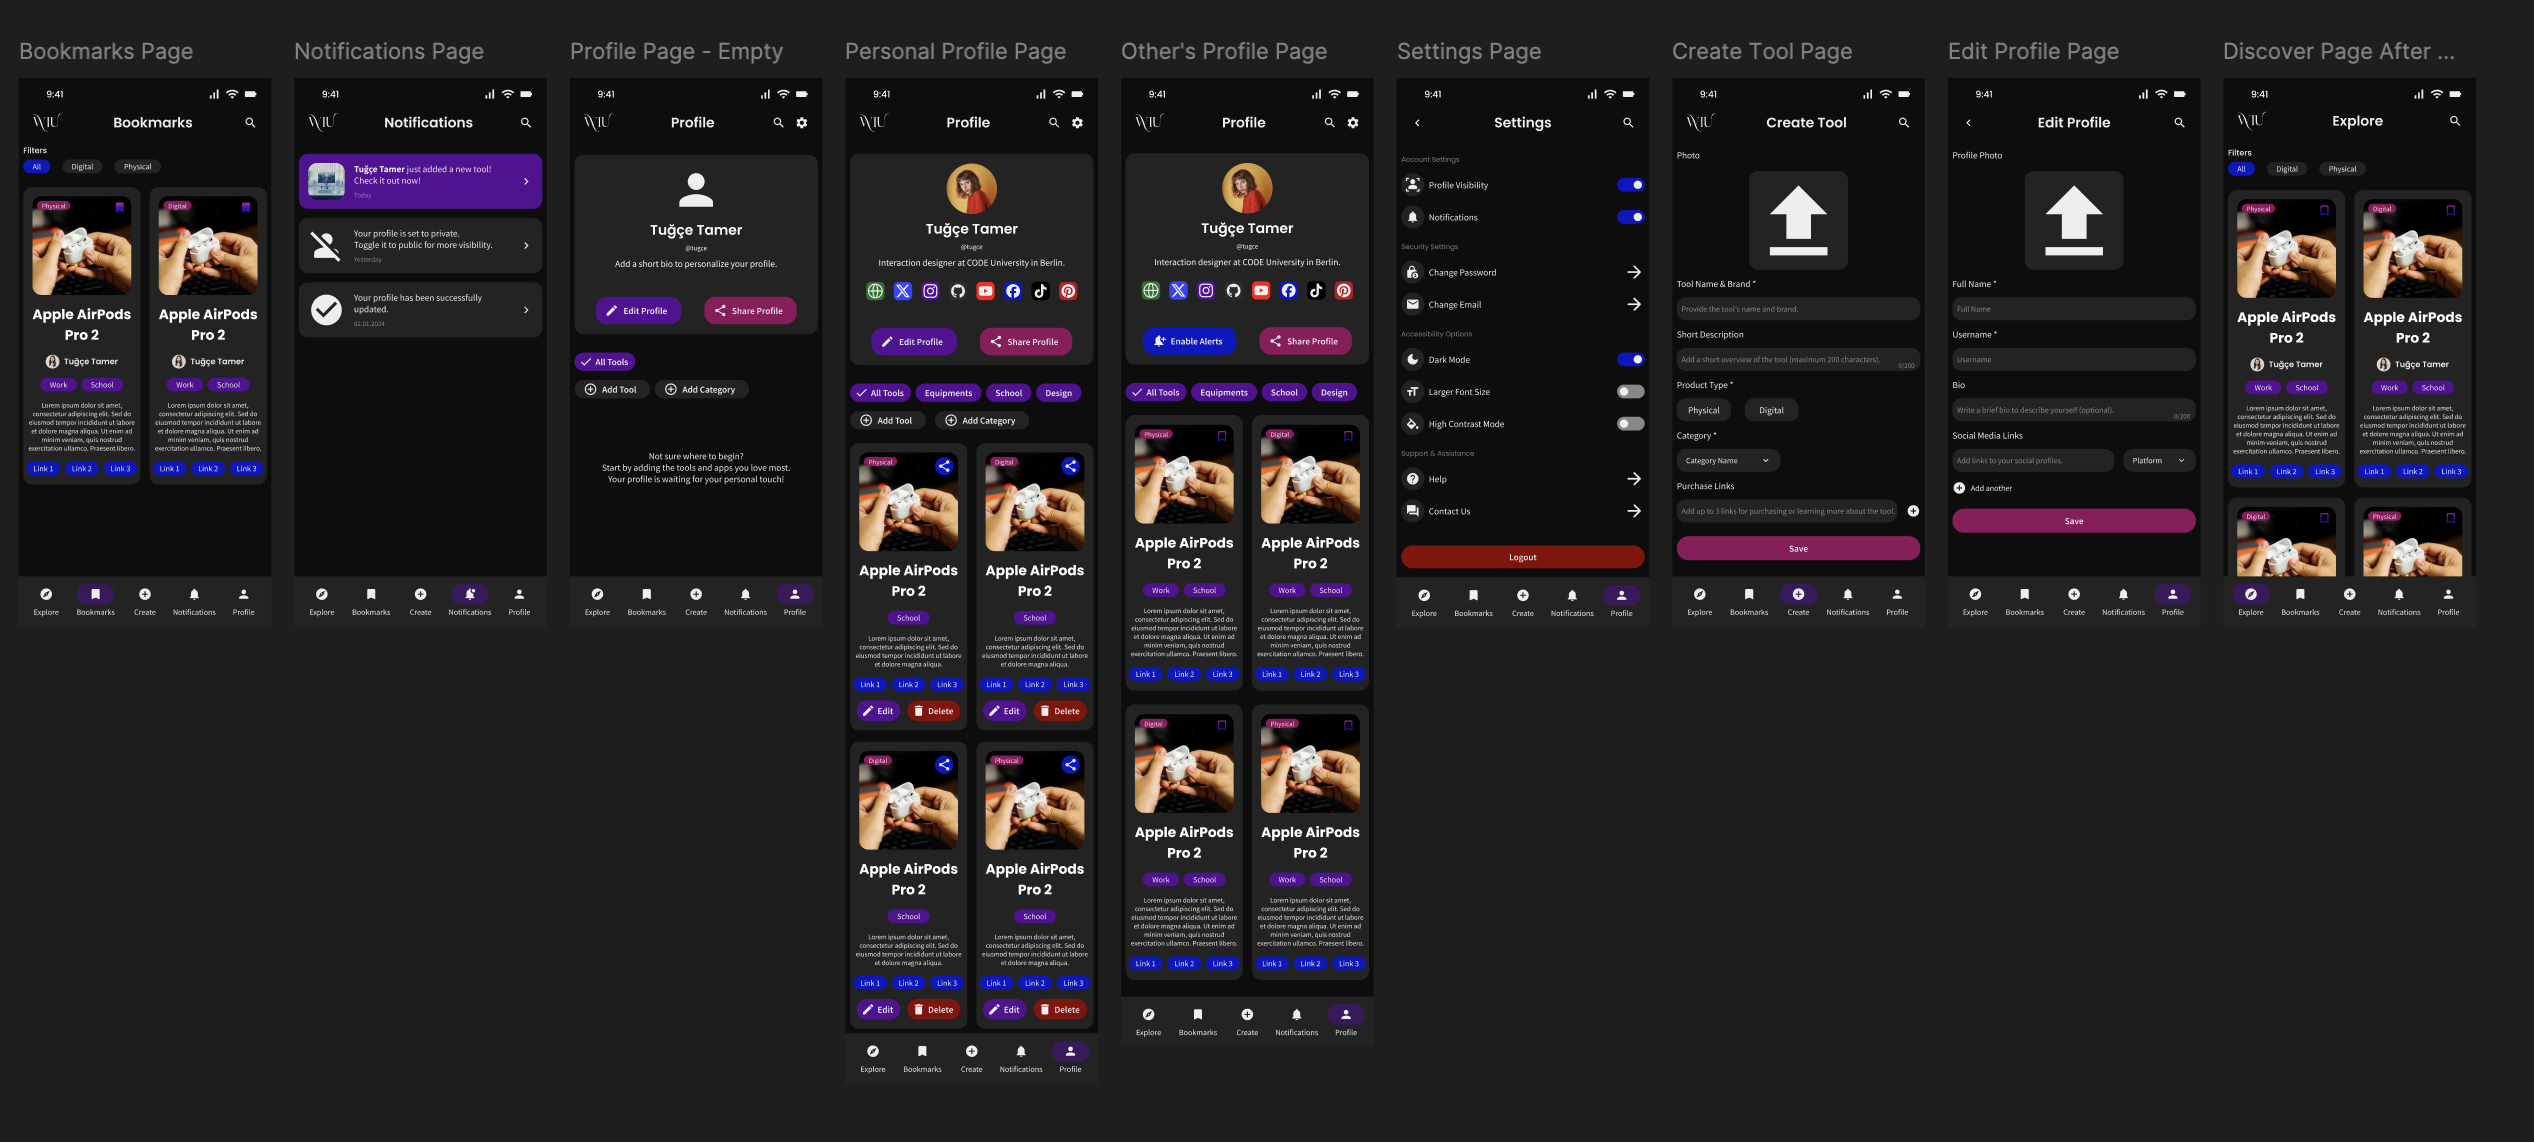 Bookmarks Page
9:41
WIU
Bookmarks
Filters
All
Digital
Physical
Physical
Apple AirPods
Pro 2
Tuğçe Tamer
Work
School
Lorem ipsum dolor sit amet,
consectetur adipiscing elit. Sed do
eiusmod tempor incididunt ut labore
et dolore magna aliqua. Ut enim ad
minim veniam, quis nostrud
exercitation ullamco. Praesent libero.
Link 1
Link 2
Link 3
Digital
Apple AirPods
Pro 2
Tuğçe Tamer
Work
School
Lorem ipsum dolor sit amet,
consectetur adipiscing elit. Sed do
eiusmod tempor incididunt ut labore
et dolore magna aliqua. Ut enim ad
minim veniam, quis nostrud
exercitation ullamco. Praesent libero.
Link 1
Link 2
Link 3
Explore
Bookmarks
Create
Notifications
Profile
Notifications Page
9:41
WIU
Notifications
Tuğçe Tamer just added a new tool!
Check it out now!
Today
Your profile is set to private.
Toggle it to public for more visibility.
Yesterday
Your profile has been successfully
updated.
02.01.2024
Explore
Bookmarks
Create
Notifications
Profile
Profile Page - Empty
9:41
WIU
Profile
Tuğçe Tamer
@tugce
Add a short bio to personalize your profile.
Edit Profile
Share Profile
All Tools
Add Tool
Add Category
Not sure where to begin?
Start by adding the tools and apps you love most.
Your profile is waiting for your personal touch!
Explore
Bookmarks
Create
Notifications
Profile
Personal Profile Page
9:41
WIU
Profile
Tuğçe Tamer
@tugce
Interaction designer at CODE University in Berlin.
Edit Profile
Share Profile
All Tools
Equipments
School
Design
Add Tool
Add Category
Physical
Apple AirPods
Pro 2
School
Lorem ipsum dolor sit amet,
consectetur adipiscing elit. Sed do
eiusmod tempor incididunt ut labore
et dolore magna aliqua.
Link 1
Link 2
Link 3
Edit
Delete
Digital
Apple AirPods
Pro 2
School
Lorem ipsum dolor sit amet,
consectetur adipiscing elit. Sed do
eiusmod tempor incididunt ut labore
et dolore magna aliqua.
Link 1
Link 2
Link 3
Edit
Delete
Digital
Apple AirPods
Pro 2
School
Lorem ipsum dolor sit amet,
consectetur adipiscing elit. Sed do
eiusmod tempor incididunt ut labore
et dolore magna aliqua.
Link 1
Link 2
Link 3
Edit
Delete
Physical
Apple AirPods
Pro 2
School
Lorem ipsum dolor sit amet,
consectetur adipiscing elit. Sed do
eiusmod tempor incididunt ut labore
et dolore magna aliqua.
Link 1
Link 2
Link 3
Edit
Delete
Explore
Bookmarks
Create
Notifications
Profile
Other's Profile Page
9:41
WIU
Profile
Tuğçe Tamer
@tugce
Interaction designer at CODE University in Berlin.
Enable Alerts
Share Profile
All Tools
Equipments
School
Design
Physical
Apple AirPods
Pro 2
Work
School
Lorem ipsum dolor sit amet,
consectetur adipiscing elit. Sed do
eiusmod tempor incididunt ut labore
et dolore magna aliqua. Ut enim ad
minim veniam, quis nostrud
exercitation ullamco. Praesent libero.
Link 1
Link 2
Link 3
Digital
Apple AirPods
Pro 2
Work
School
Lorem ipsum dolor sit amet,
consectetur adipiscing elit. Sed do
eiusmod tempor incididunt ut labore
et dolore magna aliqua. Ut enim ad
minim veniam, quis nostrud
exercitation ullamco. Praesent libero.
Link 1
Link 2
Link 3
Digital
Apple AirPods
Pro 2
Work
School
Lorem ipsum dolor sit amet,
consectetur adipiscing elit. Sed do
eiusmod tempor incididunt ut labore
et dolore magna aliqua. Ut enim ad
minim veniam, quis nostrud
exercitation ullamco. Praesent libero.
Link 1
Link 2
Link 3
Physical
Apple AirPods
Pro 2
Work
School
Lorem ipsum dolor sit amet,
consectetur adipiscing elit. Sed do
eiusmod tempor incididunt ut labore
et dolore magna aliqua. Ut enim ad
minim veniam, quis nostrud
exercitation ullamco. Praesent libero.
Link 1
Link 2
Link 3
Explore
Bookmarks
Create
Notifications
Profile
Settings Page
9:41
Settings
Account Settings
Profile Visibility
Notifications
Security Settings
Change Password
Change Email
Accessibility Options
Dark Mode
Larger Font Size
High Contrast Mode
Support & Assistance
Help
Contact Us
Logout
Explore
Bookmarks
Create
Notifications
Profile
Create Tool Page
9:41
WIU
Create Tool
Photo
Tool Name & Brand *
Provide the tool's name and brand.
Short Description
Add a short overview of the tool (maximum 200 characters).
0/200
Product Type *
Physical
Digital
Category *
Category Name
Purchase Links
Add up to 3 links for purchasing or learning more about the tool.
Save
Explore
Bookmarks
Create
Notifications
Profile
Edit Profile Page
9:41
Edit Profile
Profile Photo
Full Name *
Full Name
Username *
Username
Bio
Write a brief bio to describe yourself (optional).
0/200
Social Media Links
Add links to your social profiles.
Platform
Add another
Save
Explore
Bookmarks
Create
Notifications
Profile
Discover Page After ...
9:41
WIU
Explore
Filters
All
Digital
Physical
Physical
Apple AirPods
Pro 2
Tuğçe Tamer
Work
School
Lorem ipsum dolor sit amet,
consectetur adipiscing elit. Sed do
eiusmod tempor incididunt ut labore
et dolore magna aliqua. Ut enim ad
minim veniam, quis nostrud
exercitation ullamco. Praesent libero.
Link 1
Link 2
Link 3
Digital
Apple AirPods
Pro 2
Tuğçe Tamer
Work
School
Lorem ipsum dolor sit amet,
consectetur adipiscing elit. Sed do
eiusmod tempor incididunt ut labore
et dolore magna aliqua. Ut enim ad
minim veniam, quis nostrud
exercitation ullamco. Praesent libero.
Link 1
Link 2
Link 3
Digital
Physical
Explore
Bookmarks
Create
Notifications
Profile